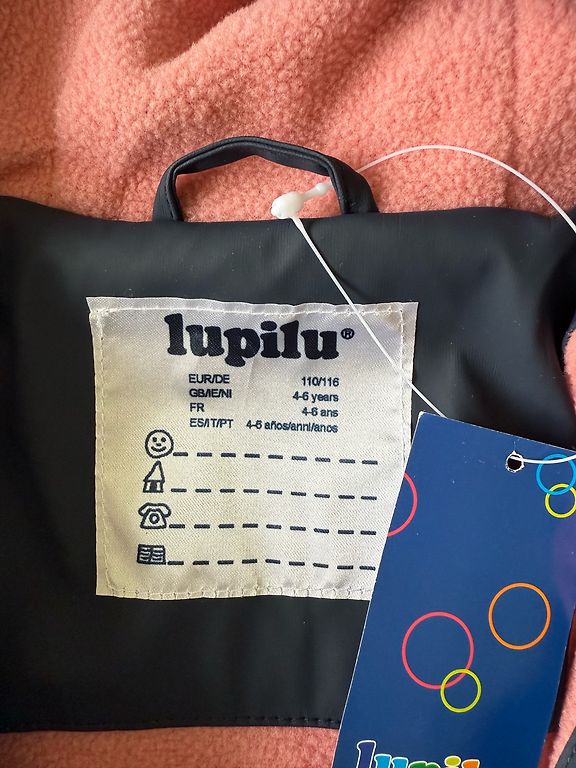 lupilu®
EUR/DE 110/116
GB/IE/NI 4-6 years
FR 4-6 ans
ES/IT/PT 4-6 años/anni/anos
lupilu